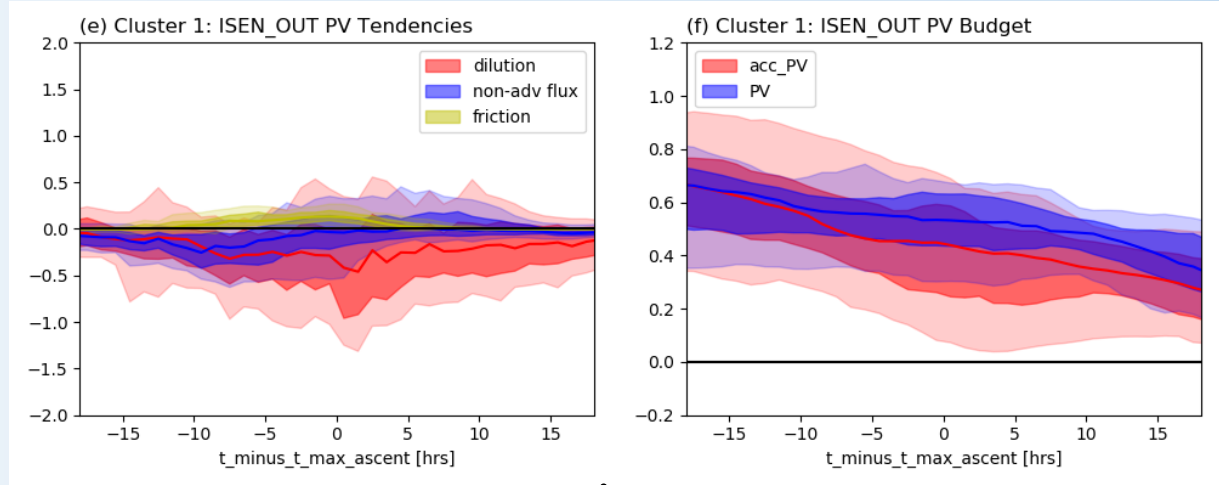 (e) Cluster 1: ISEN_OUT PV Tendencies
2.0
1.5
1.0
0.5
0.0
−0.5
−1.0
−1.5
−2.0
dilution
non-adv flux
friction
−15 −10 −5 0 5 10 15
t_minus_t_max_ascent [hrs]
(f) Cluster 1: ISEN_OUT PV Budget
1.2
1.0
0.8
0.6
0.4
0.2
0.0
−0.2
acc_PV
PV
−15 −10 −5 0 5 10 15
t_minus_t_max_ascent [hrs]